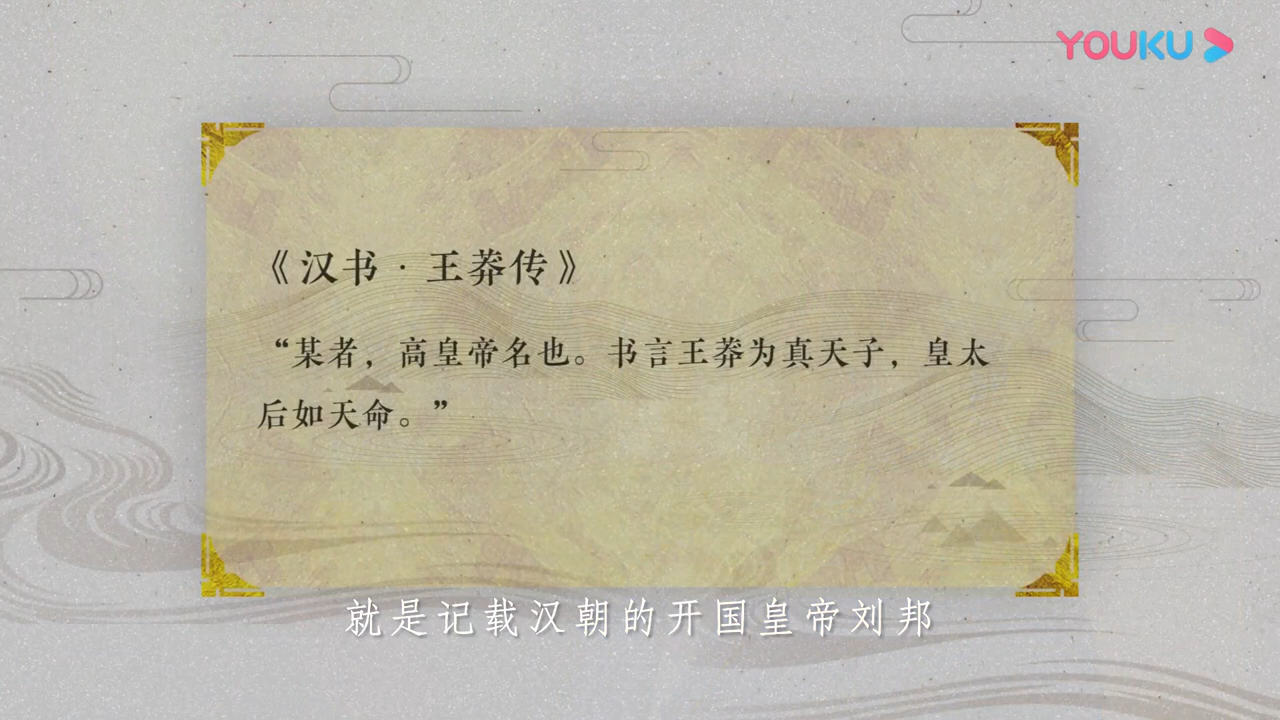 YOUKU
《汉书·王莽传》
“某者，高皇帝名也。书言王莽为真天子，皇太
后如天命。”
就是记载汉朝的开国皇帝刘邦